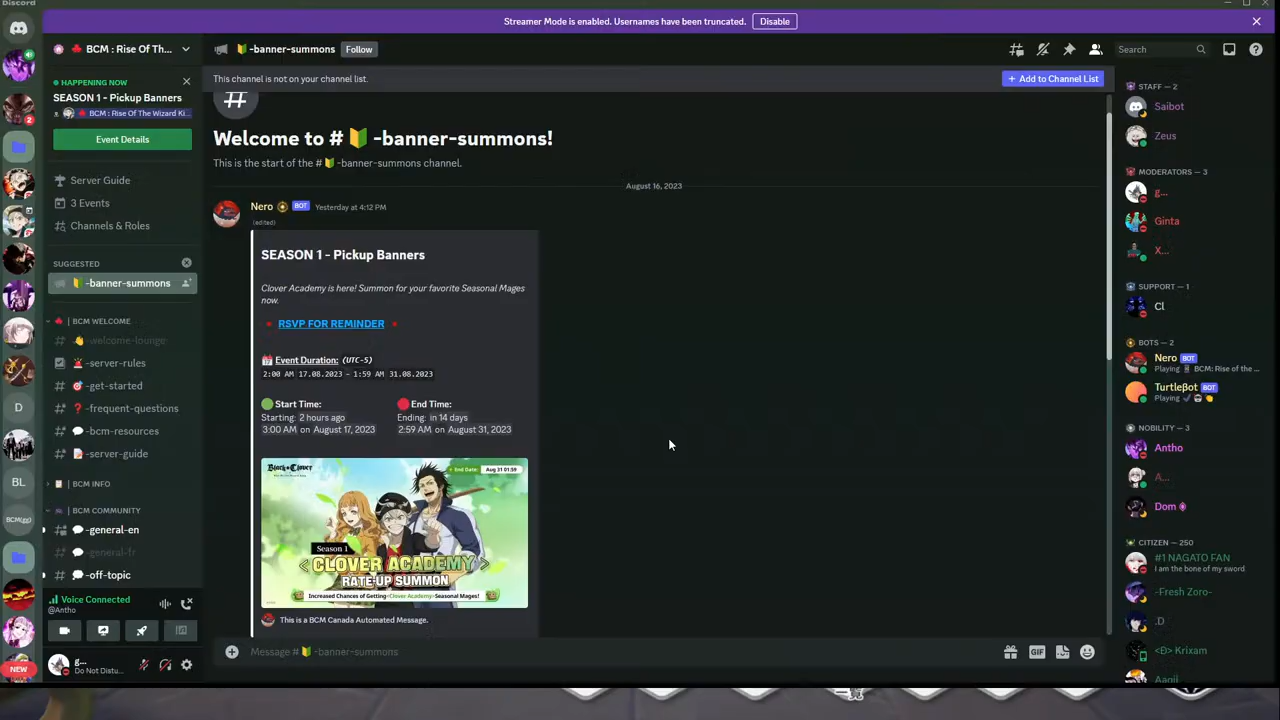 Discord
Streamer Mode is enabled. Usernames have been truncated.
Disable
BCM : Rise Of Th...
-banner-summons
Follow
Search
HAPPENING NOW
SEASON 1 - Pickup Banners
BCM : Rise Of The Wizard Ki...
Event Details
Server Guide
3 Events
Channels & Roles
SUGGESTED
-banner-summons
BCM WELCOME
-welcome-lounge
-server-rules
-get-started
-frequent-questions
-bcm-resources
-server-guide
BCM INFO
BCM COMMUNITY
-general-en
-general-fr
-off-topic
Voice Connected
@Antho
g...
Do Not Distu...
2
D
BL
BCM(gg)
NEW
This channel is not on your channel list.
+ Add to Channel List
Welcome to # -banner-summons!
This is the start of the # -banner-summons channel.
August 16, 2023
Nero BOT Yesterday at 4:12 PM
(edited)
SEASON 1 - Pickup Banners
Clover Academy is here! Summon for your favorite Seasonal Mages
now.
RSVP FOR REMINDER
Event Duration: (UTC-5)
2:00 AM 17.08.2023 - 1:59 AM 31.08.2023
Start Time:
Starting: 2 hours ago
3:00 AM on August 17, 2023
End Time:
Ending: in 14 days
2:59 AM on August 31, 2023
Black Clover
End Date: Aug 31 01:59
Season 1
< CLOVER ACADEMY >
RATE-UP SUMMON
Increased Chances of Getting <Clover Academy> Seasonal Mages!
This is a BCM Canada Automated Message.
Message # -banner-summons
GIF
STAFF — 2
Saibot
Zeus
MODERATORS — 3
g...
Ginta
X...
SUPPORT — 1
Cl
BOTS — 2
Nero BOT
Playing BCM: Rise of the ...
TurtleBot BOT
Playing
NOBILITY — 3
Antho
A...
Dom
CITIZEN — 250
#1 NAGATO FAN
I am the bone of my sword
-Fresh Zoro-
.D
<Ð> Krixam